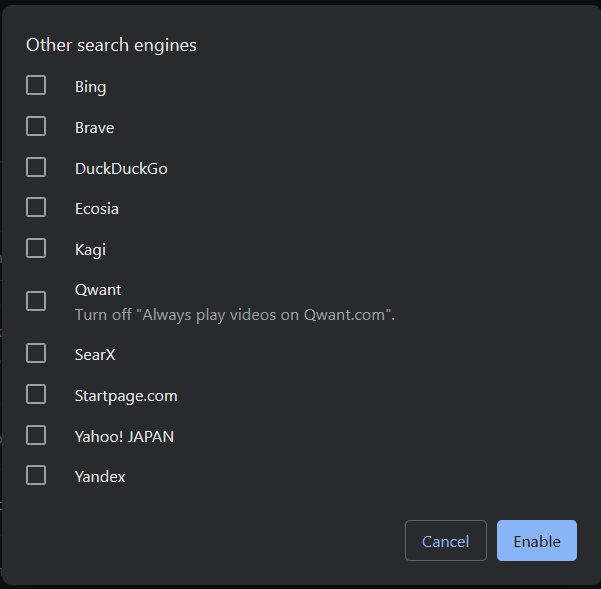 Other search engines
Bing
Brave
DuckDuckGo
Ecosia
Kagi
Qwant
Turn off "Always play videos on Qwant.com".
SearX
Startpage.com
Yahoo! JAPAN
Yandex
Cancel
Enable